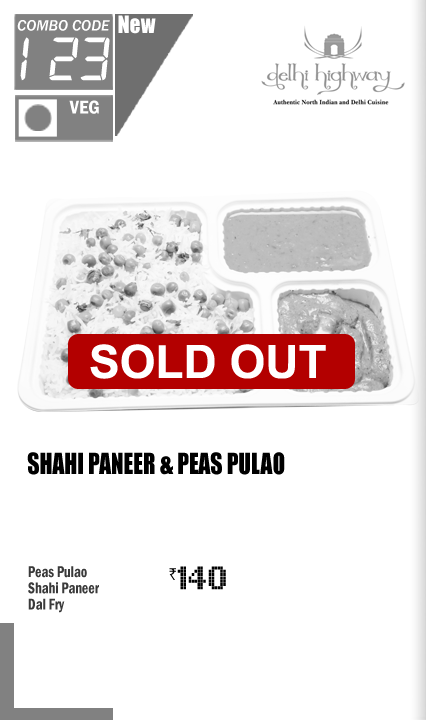 COMBO CODE
123
New
VEG
delhi highway
Authentic North Indian and Delhi Cuisine
SOLD OUT
SHAHI PANEER & PEAS PULAO
Peas Pulao
Shahi Paneer
Dal Fry
₹140